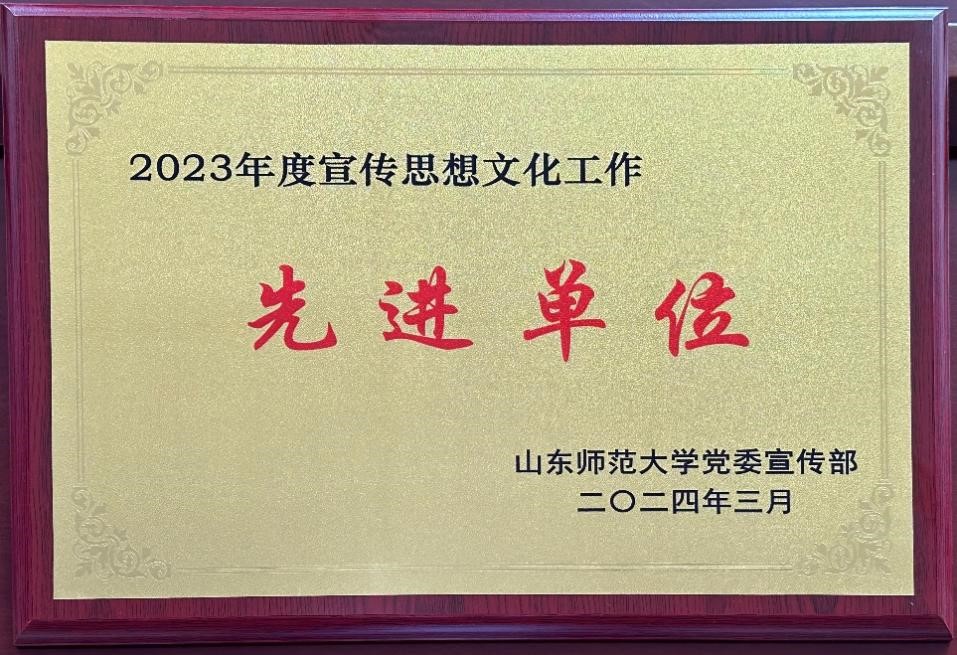 2023年度宣传思想文化工作
先进单位
山东师范大学党委宣传部
二〇二四年三月